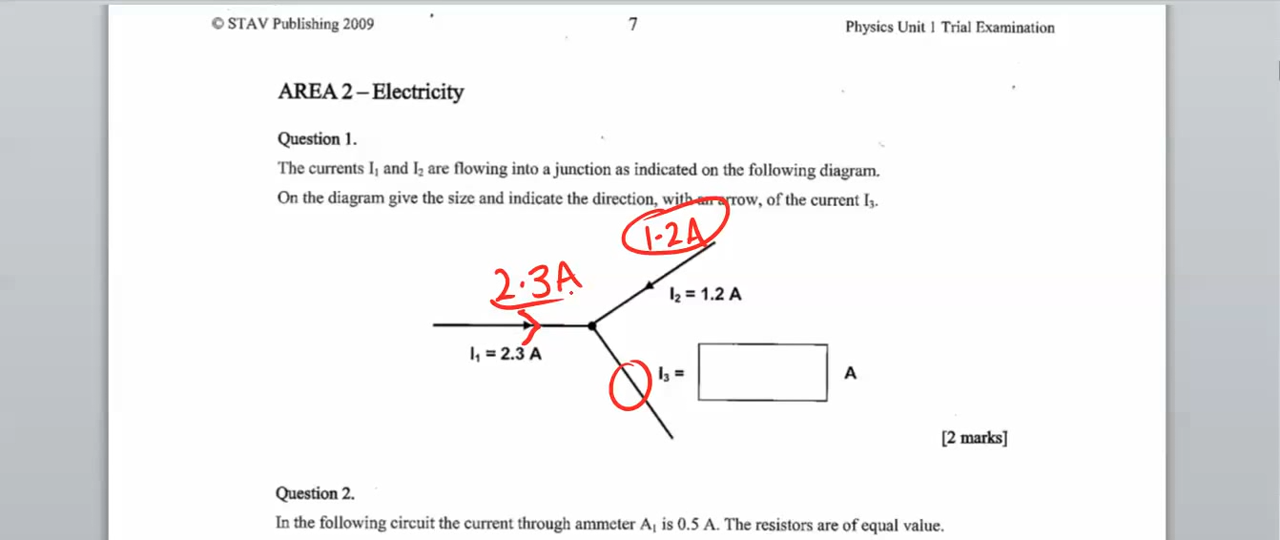 © STAV Publishing 2009 7 Physics Unit 1 Trial Examination
AREA 2 – Electricity
Question 1.
The currents I₁ and I₂ are flowing into a junction as indicated on the following diagram.
On the diagram give the size and indicate the direction, with an arrow, of the current I₃.
1.2A
2.3A
I₂ = 1.2 A
I₁ = 2.3 A
I₃ = A
[2 marks]
Question 2.
In the following circuit the current through ammeter A₁ is 0.5 A. The resistors are of equal value.